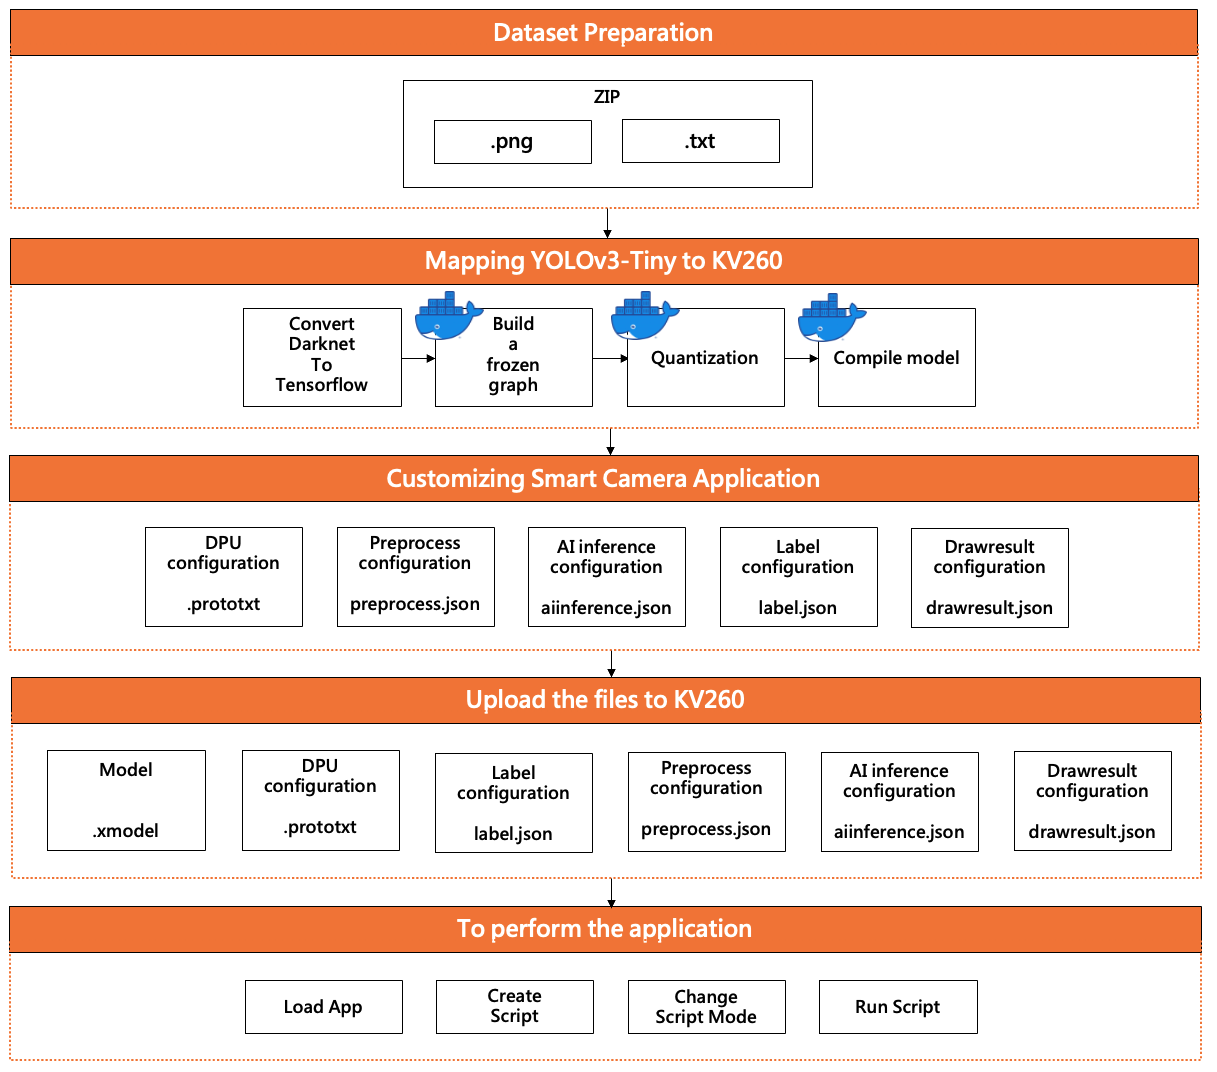 Dataset Preparation
ZIP
.png
.txt
Mapping YOLOv3-Tiny to KV260
Convert
Darknet
To
Tensorflow
Build
a
frozen
graph
Quantization
Compile model
Customizing Smart Camera Application
DPU
configuration
.prototxt
Preprocess
configuration
preprocess.json
AI inference
configuration
aiinference.json
Label
configuration
label.json
Drawresult
configuration
drawresult.json
Upload the files to KV260
Model
.xmodel
DPU
configuration
.prototxt
Label
configuration
label.json
Preprocess
configuration
preprocess.json
AI inference
configuration
aiinference.json
Drawresult
configuration
drawresult.json
To perform the application
Load App
Create
Script
Change
Script Mode
Run Script